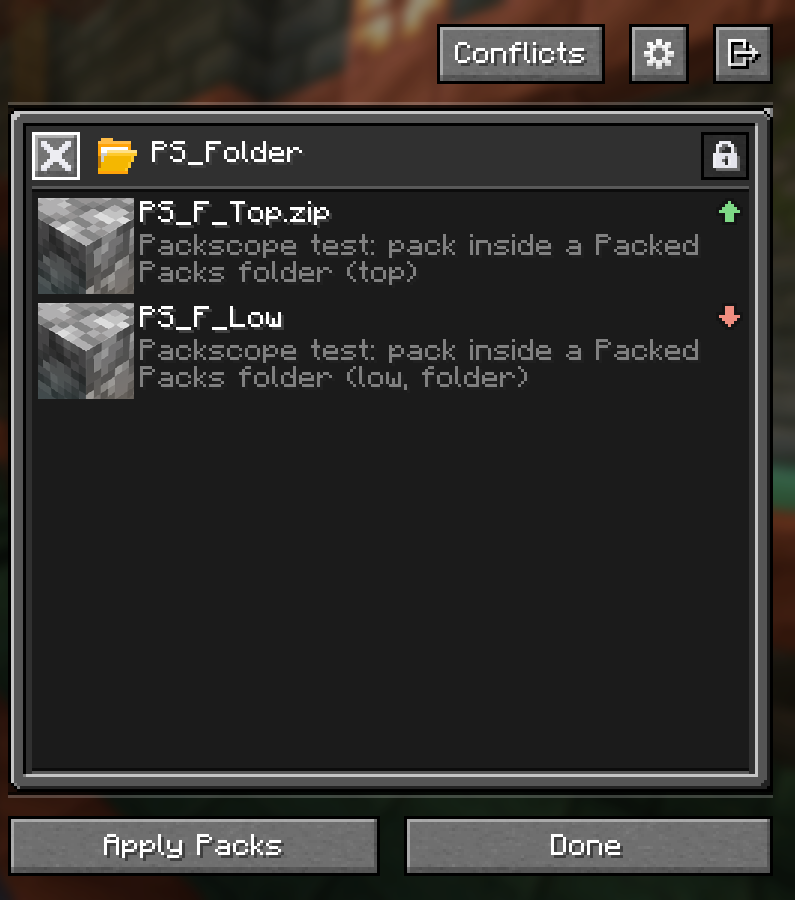 Conflicts
PS_Folder
PS_F_Top.zip
Packscope test: pack inside a Packed
Packs folder (top)
PS_F_Low
Packscope test: pack inside a Packed
Packs folder (low, folder)
Apply Packs
Done